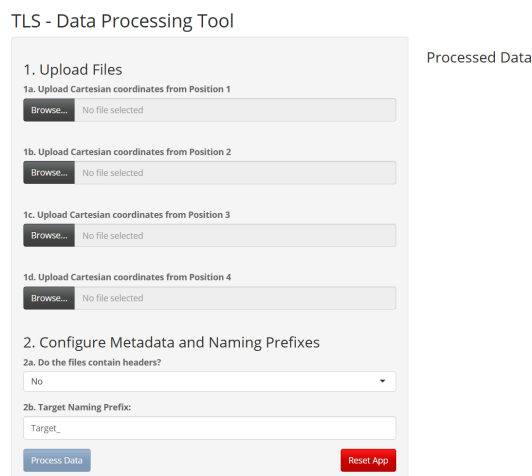 TLS - Data Processing Tool
Processed Data
1. Upload Files
1a. Upload Cartesian coordinates from Position 1
Browse... No file selected
1b. Upload Cartesian coordinates from Position 2
Browse... No file selected
1c. Upload Cartesian coordinates from Position 3
Browse... No file selected
1d. Upload Cartesian coordinates from Position 4
Browse... No file selected
2. Configure Metadata and Naming Prefixes
2a. Do the files contain headers?
No
2b. Target Naming Prefix:
Target_
Process Data Reset App